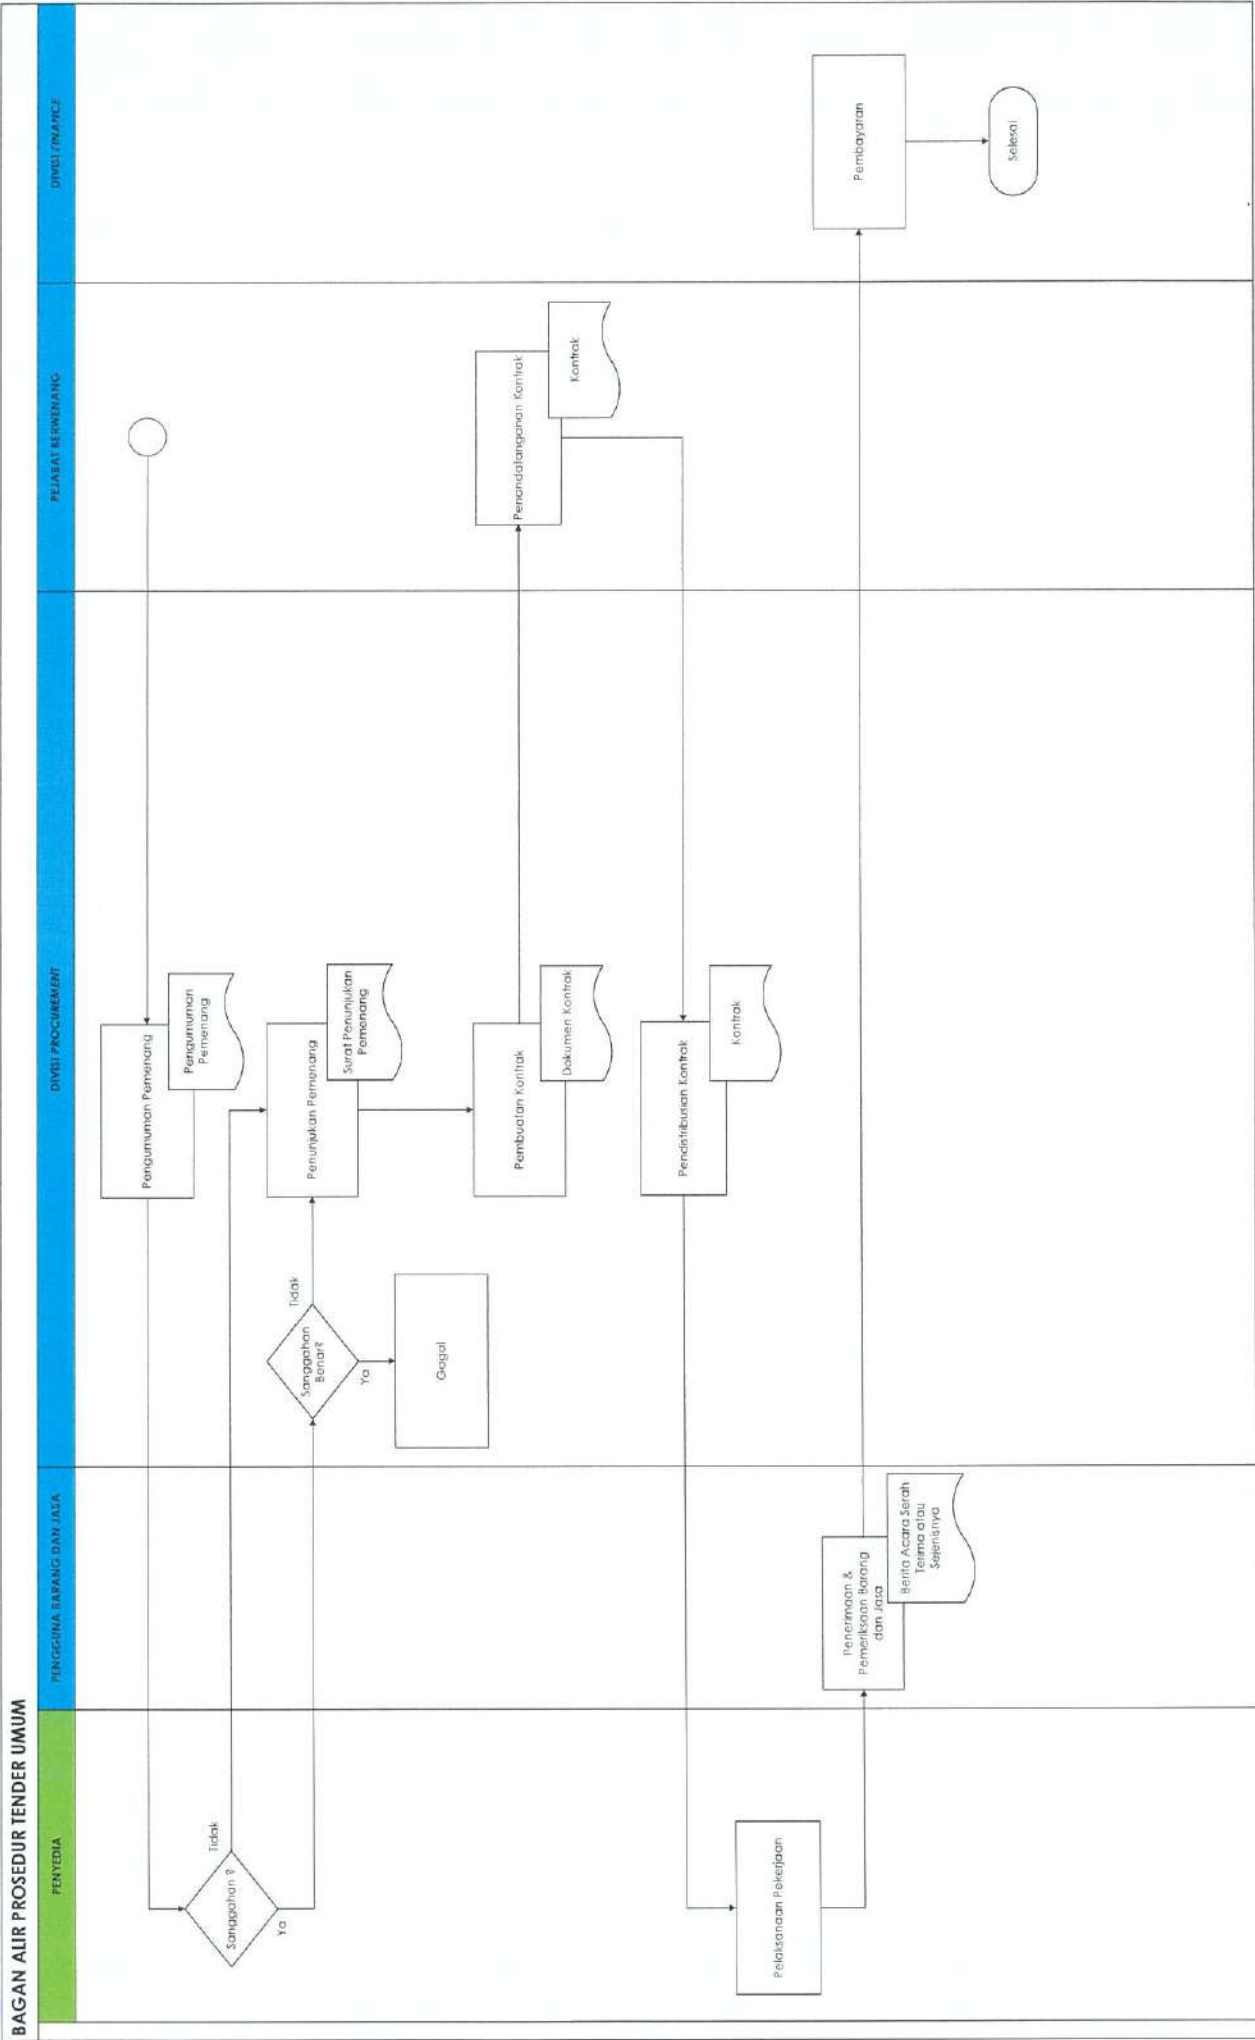 BAGAN ALIR PROSEDUR TENDER UMUM
PENYEDIA
PENGGUNA BARANG DAN JASA
DIVISI PROCUREMENT
PEJABAT BERWENANG
DIVISI FINANCE
Pengumuman Pemenang
Pengumuman
Pemenang
Sanggahan ?
Tidak
Ya
Sanggahan
Benar?
Tidak
Ya
Penunjukan Pemenang
Surat Penunjukan
Pemenang
Gagal
Pembuatan Kontrak
Dokumen Kontrak
Penandatanganan Kontrak
Kontrak
Pendistribusian Kontrak
Kontrak
Pelaksanaan Pekerjaan
Penerimaan &
Pemeriksaan Barang
dan Jasa
Berita Acara Serah
Terima atau
Sejenisnya
Pembayaran
Selesai